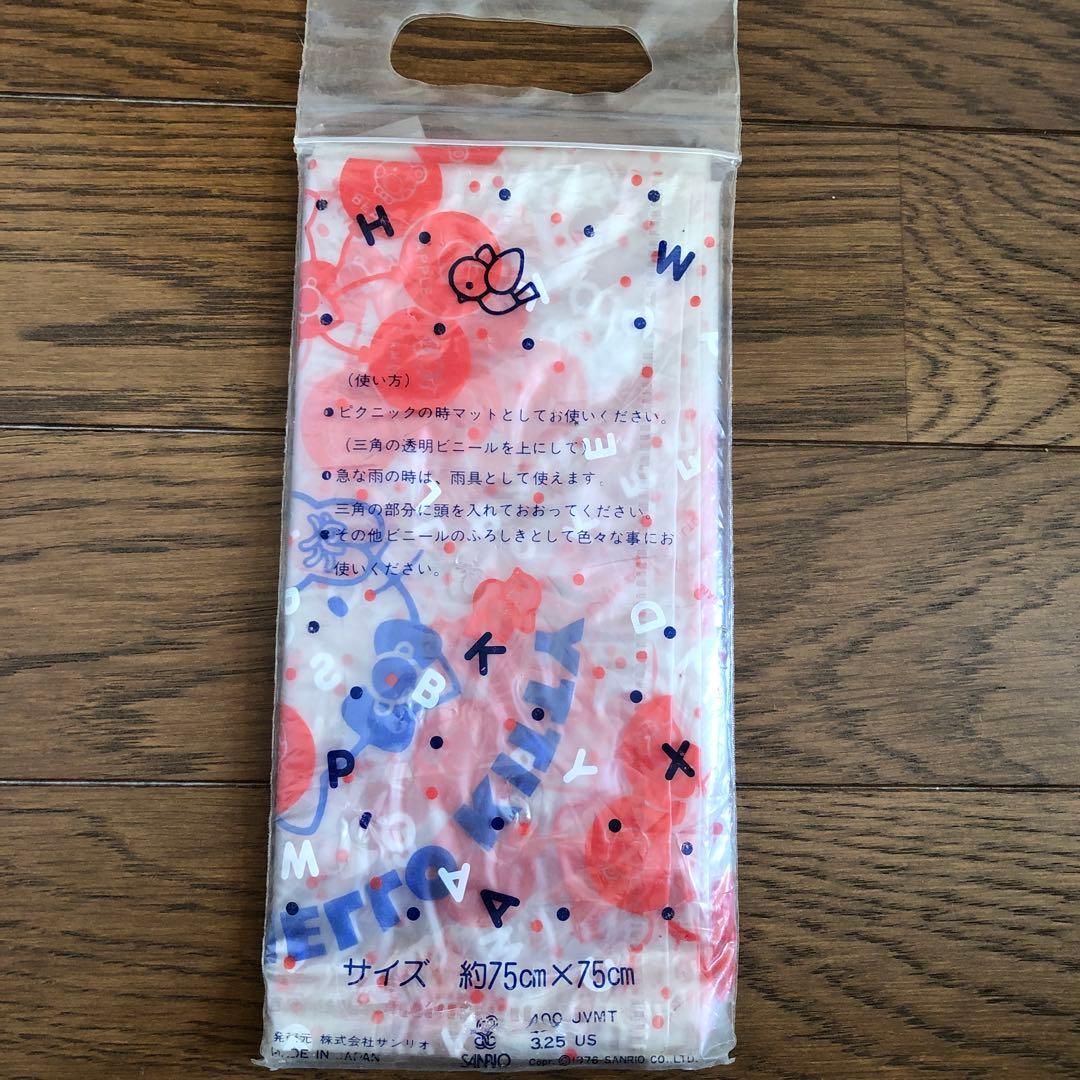 H
W
(使い方)
●ピクニックの時マットとしてお使いください。
(三角の透明ビニールを上にして)
●急な雨の時は、雨具として使えます。
三角の部分に頭を入れておおってください。
●その他ビニールのふろしきとして色々な事にお
使いください。
E
L
D
K
S
B
P
Y
X
W
A
A
HELLO KITTY
サイズ 約75cm×75cm
400 JVMT
発売元 株式会社サンリオ
3.25 US
MADE IN JAPAN
SANRIO
Copr. ©1976 SANRIO CO., LTD.